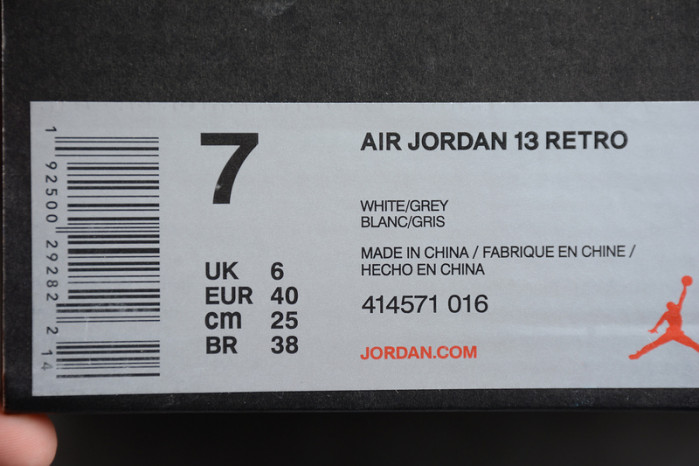 1 92500 29282 2 14
7
UK 6
EUR 40
cm 25
BR 38
AIR JORDAN 13 RETRO
WHITE/GREY
BLANC/GRIS
MADE IN CHINA / FABRIQUE EN CHINE /
HECHO EN CHINA
414571 016
JORDAN.COM